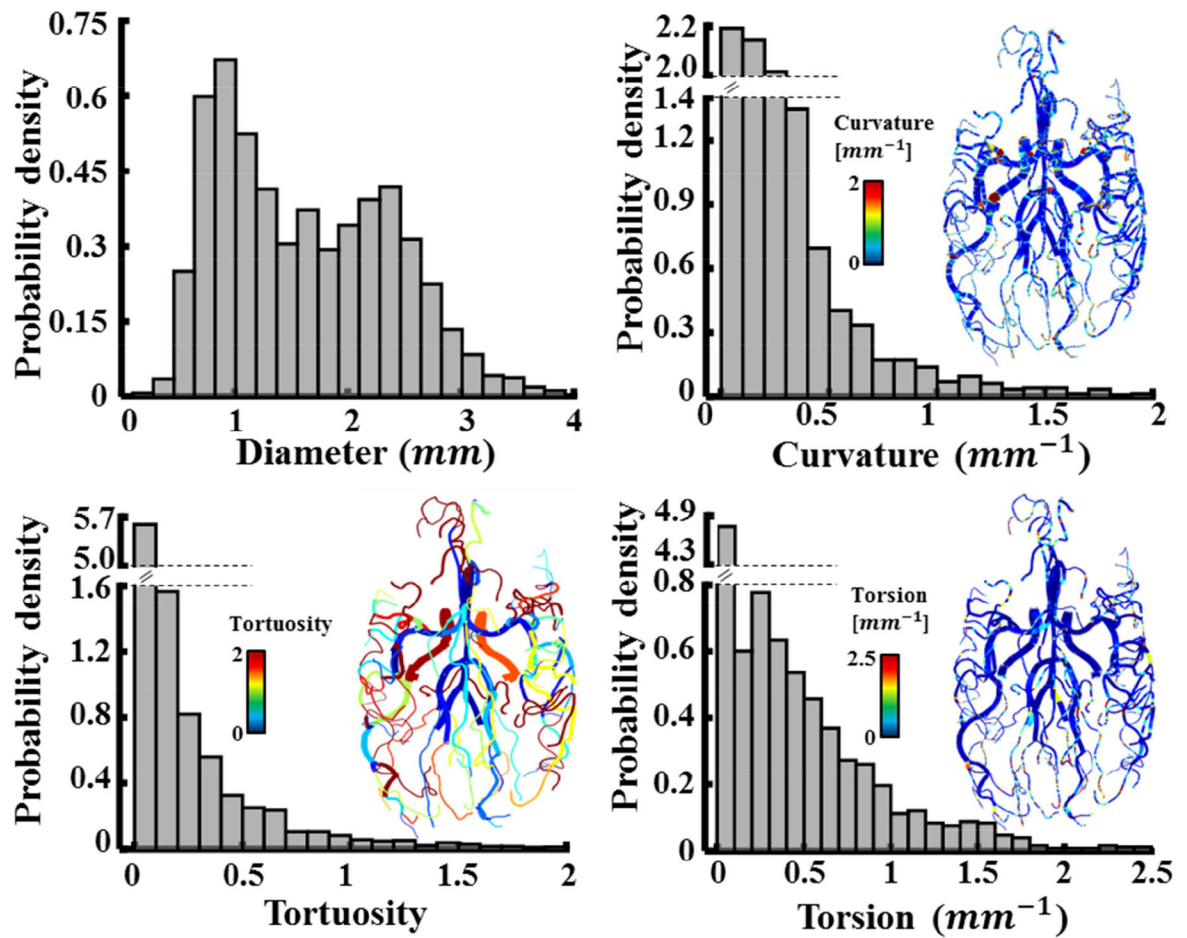 Probability density
0.75
0.6
0.45
0.3
0.15
0
0 1 2 3 4
Diameter (mm)
Probability density
2.2
2.0
1.4
1.2
0.9
0.6
0.3
0
Curvature
[mm⁻¹]
2
0
0 0.5 1 1.5 2
Curvature (mm⁻¹)
Probability density
5.7
5.0
1.6
1.2
0.8
0.4
0
Tortuosity
2
0
0 0.5 1 1.5 2
Tortuosity
Probability density
4.9
4.3
0.8
0.6
0.4
0.2
0
Torsion
[mm⁻¹]
2.5
0
0 0.5 1 1.5 2 2.5
Torsion (mm⁻¹)